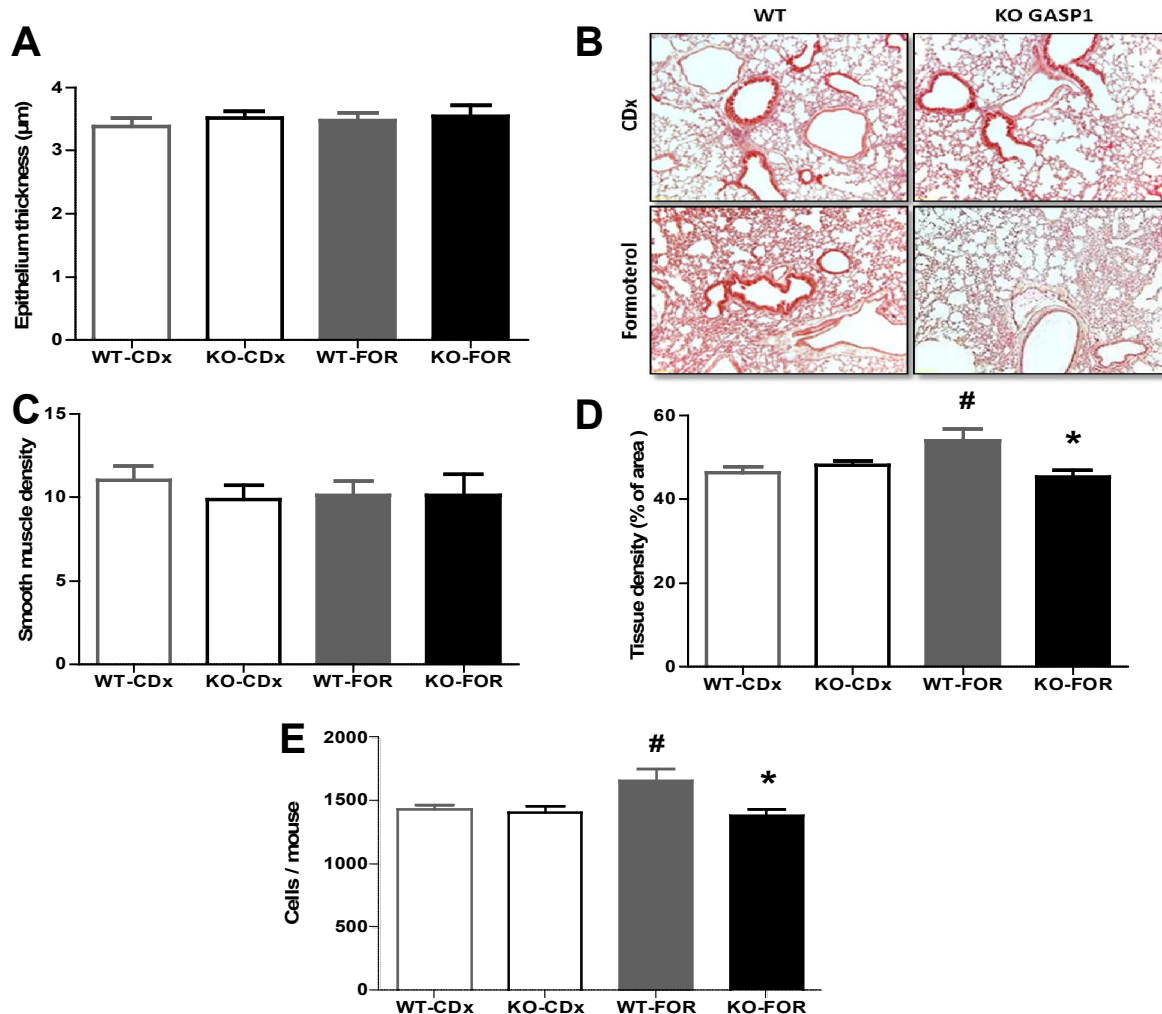 A
Epithelium thickness (µm)
4
3
2
1
0
WT-CDx KO-CDx WT-FOR KO-FOR
B
WT KO GASP1
CDx
Formoterol
C
Smooth muscle density
15
10
5
0
WT-CDx KO-CDx WT-FOR KO-FOR
D
Tissue density (% of area )
60
40
20
0
# *
WT-CDx KO-CDx WT-FOR KO-FOR
E
Cells / mouse
2000
1500
1000
500
0
# *
WT-CDx KO-CDx WT-FOR KO-FOR